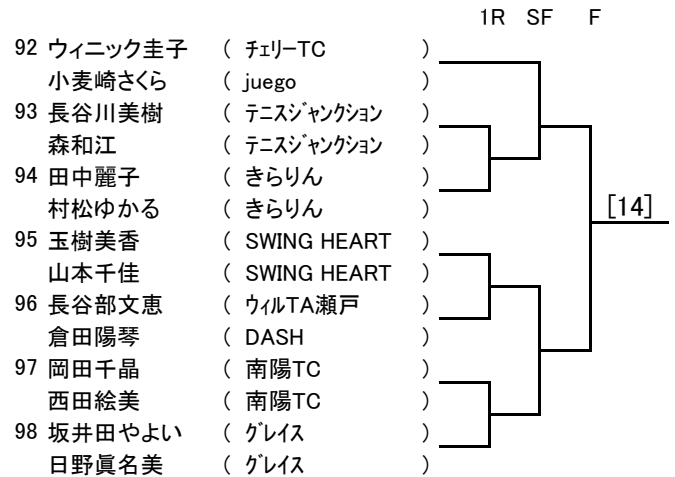 1R SF F
92 ウィニック圭子 ( ﾁｪﾘｰTC )
小麦崎さくら ( juego )
93 長谷川美樹 ( ﾃﾆｽｼﾞｬﾝｸｼｮﾝ )
森和江 ( ﾃﾆｽｼﾞｬﾝｸｼｮﾝ )
94 田中麗子 ( きらりん )
村松ゆかる ( きらりん )
[14]
95 玉樹美香 ( SWING HEART )
山本千佳 ( SWING HEART )
96 長谷部文恵 ( ｳｨﾙTA瀬戸 )
倉田陽琴 ( DASH )
97 岡田千晶 ( 南陽TC )
西田絵美 ( 南陽TC )
98 坂井田やよい ( ｸﾞﾚｲｽ )
日野眞名美 ( ｸﾞﾚｲｽ )